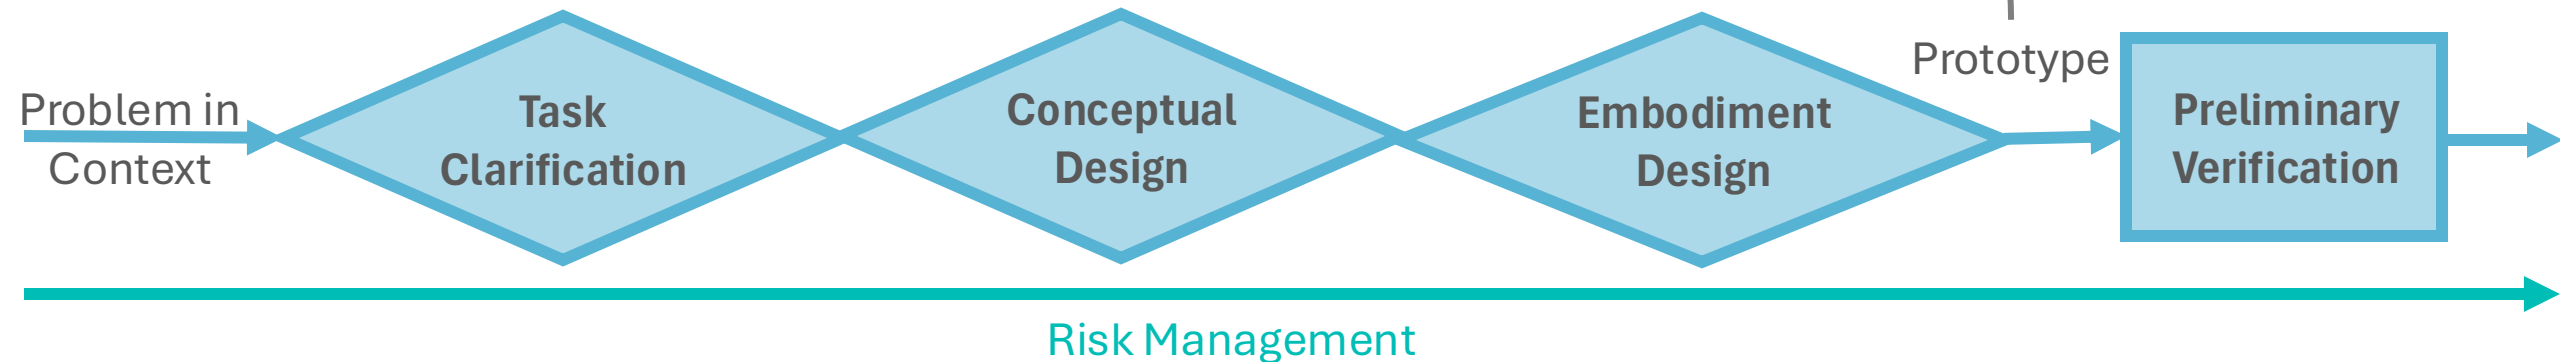 Problem in
Context
Task
Clarification
Conceptual
Design
Embodiment
Design
Prototype
Preliminary
Verification
Risk Management